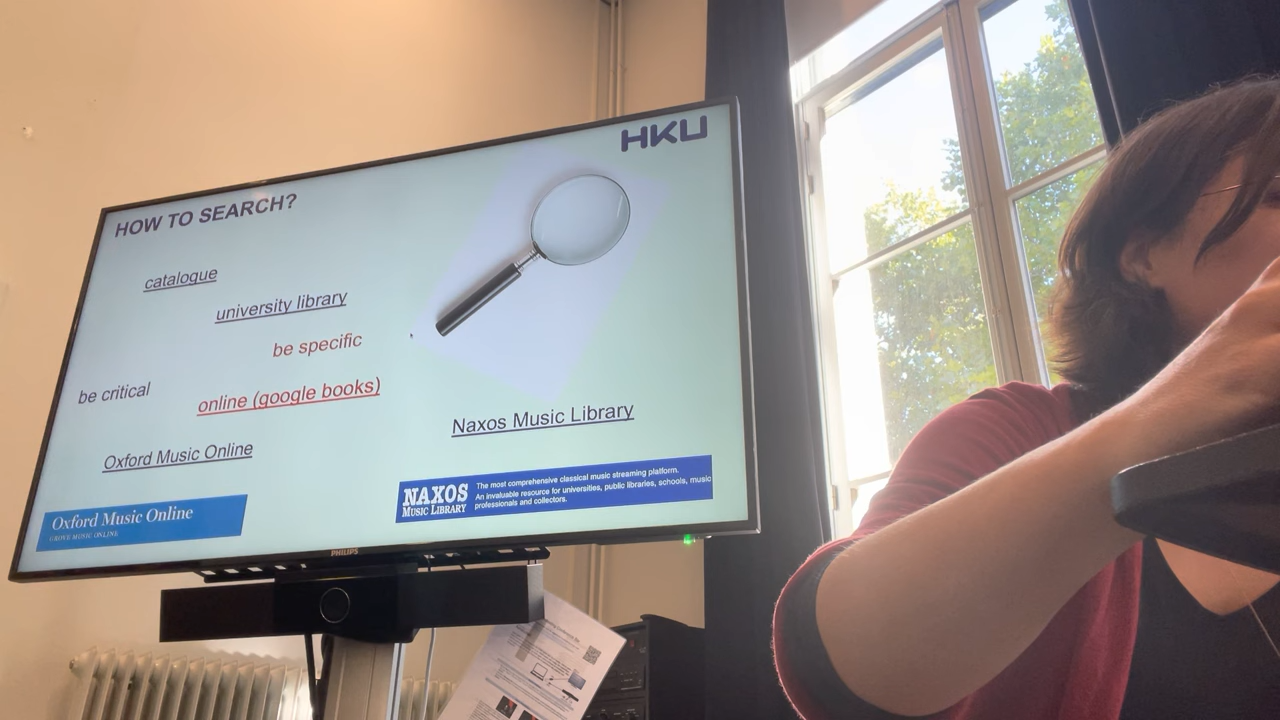 HKU
HOW TO SEARCH?
catalogue
university library
be specific
be critical
online (google books)
Naxos Music Library
Oxford Music Online
NAXOS
MUSIC LIBRARY
The most comprehensive classical music streaming platform.
An invaluable resource for universities, public libraries, schools, music
professionals and collectors.
Oxford Music Online
GROVE MUSIC ONLINE
PHILIPS